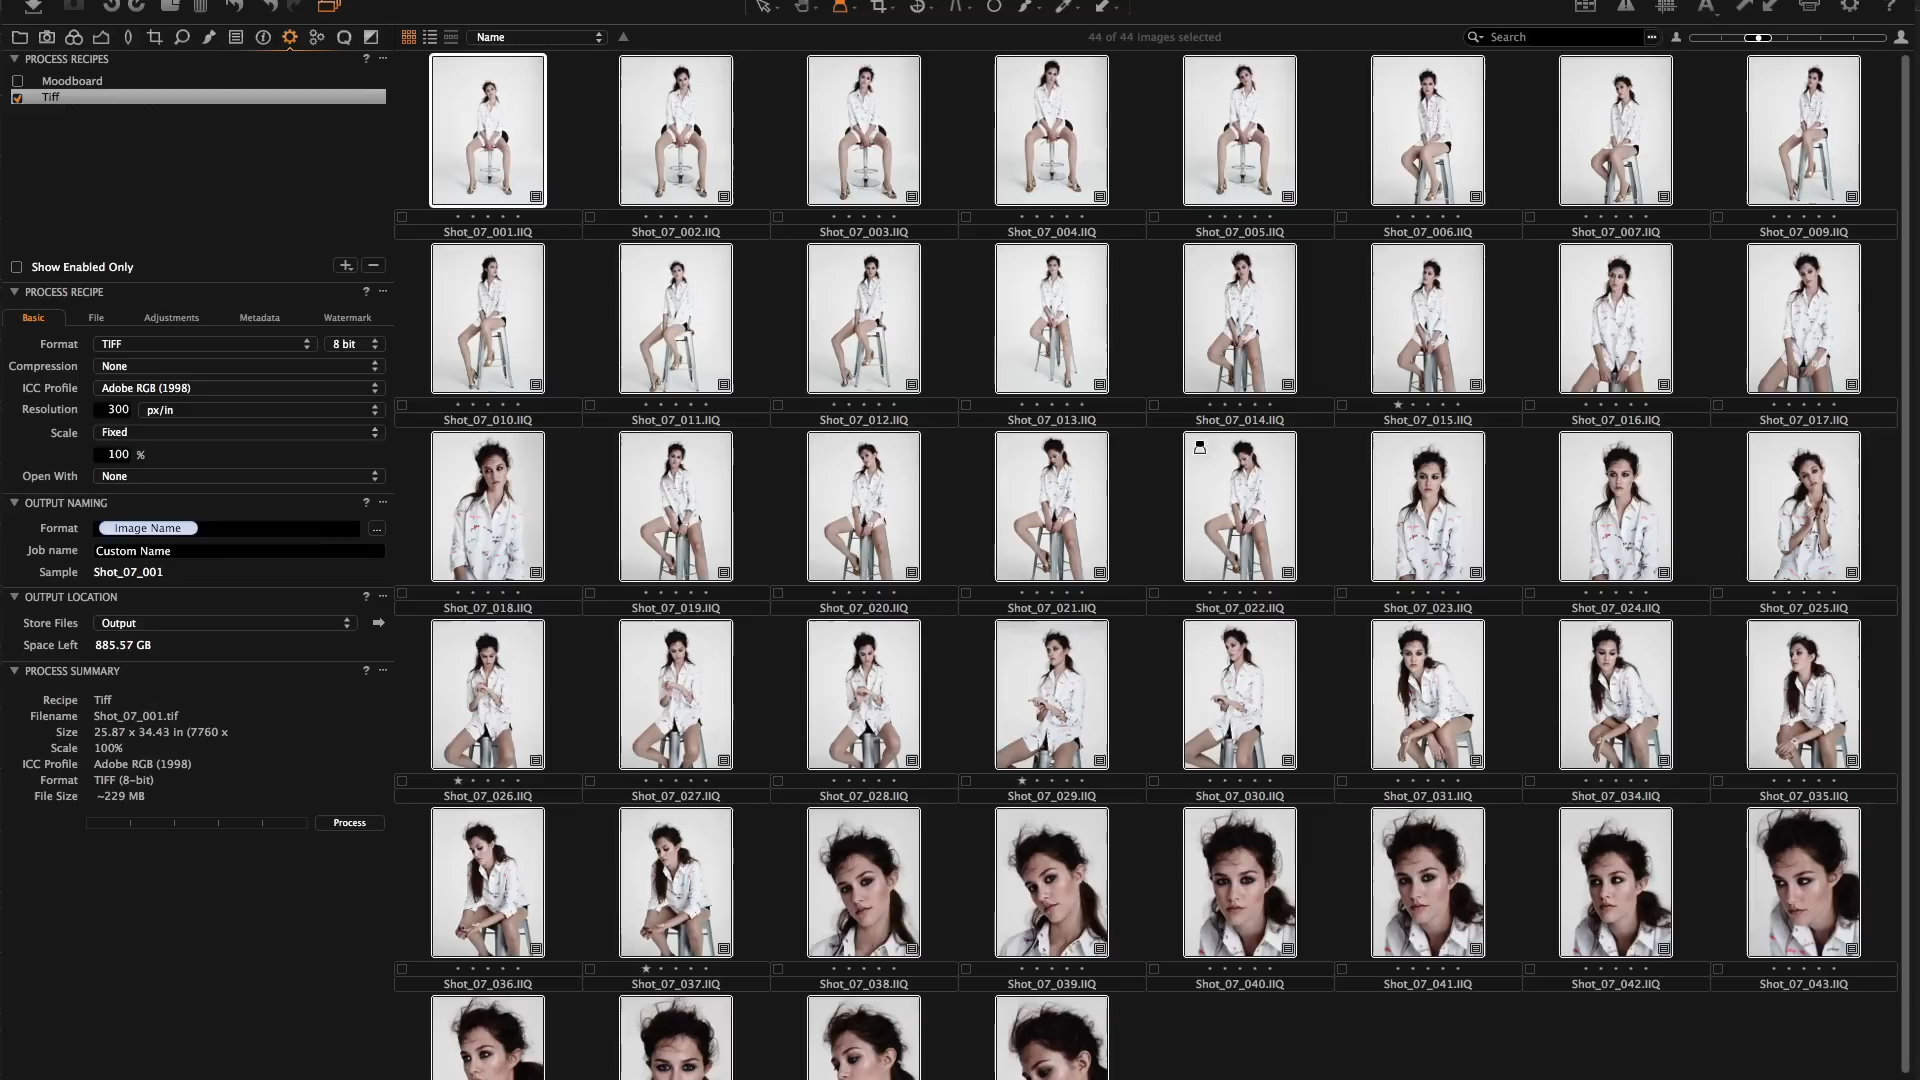 Name
44 of 44 images selected
Search
PROCESS RECIPES ? ...
Moodboard
Tiff
Show Enabled Only
PROCESS RECIPE ? ...
Basic File Adjustments Metadata Watermark
Format TIFF 8 bit
Compression None
ICC Profile Adobe RGB (1998)
Resolution 300 px/in
Scale Fixed
100 %
Open With None
OUTPUT NAMING ? ...
Format Image Name ...
Job name Custom Name
Sample Shot_07_001
OUTPUT LOCATION ? ...
Store Files Output
Space Left 885.57 GB
PROCESS SUMMARY ? ...
Recipe Tiff
Filename Shot_07_001.tif
Size 25.87 x 34.43 in (7760 x
Scale 100%
ICC Profile Adobe RGB (1998)
Format TIFF (8-bit)
File Size ~229 MB
Process
Shot_07_001.IIQ Shot_07_002.IIQ Shot_07_003.IIQ Shot_07_004.IIQ Shot_07_005.IIQ Shot_07_006.IIQ Shot_07_007.IIQ Shot_07_009.IIQ
Shot_07_010.IIQ Shot_07_011.IIQ Shot_07_012.IIQ Shot_07_013.IIQ Shot_07_014.IIQ Shot_07_015.IIQ Shot_07_016.IIQ Shot_07_017.IIQ
Shot_07_018.IIQ Shot_07_019.IIQ Shot_07_020.IIQ Shot_07_021.IIQ Shot_07_022.IIQ Shot_07_023.IIQ Shot_07_024.IIQ Shot_07_025.IIQ
Shot_07_026.IIQ Shot_07_027.IIQ Shot_07_028.IIQ Shot_07_029.IIQ Shot_07_030.IIQ Shot_07_031.IIQ Shot_07_034.IIQ Shot_07_035.IIQ
Shot_07_036.IIQ Shot_07_037.IIQ Shot_07_038.IIQ Shot_07_039.IIQ Shot_07_040.IIQ Shot_07_041.IIQ Shot_07_042.IIQ Shot_07_043.IIQ